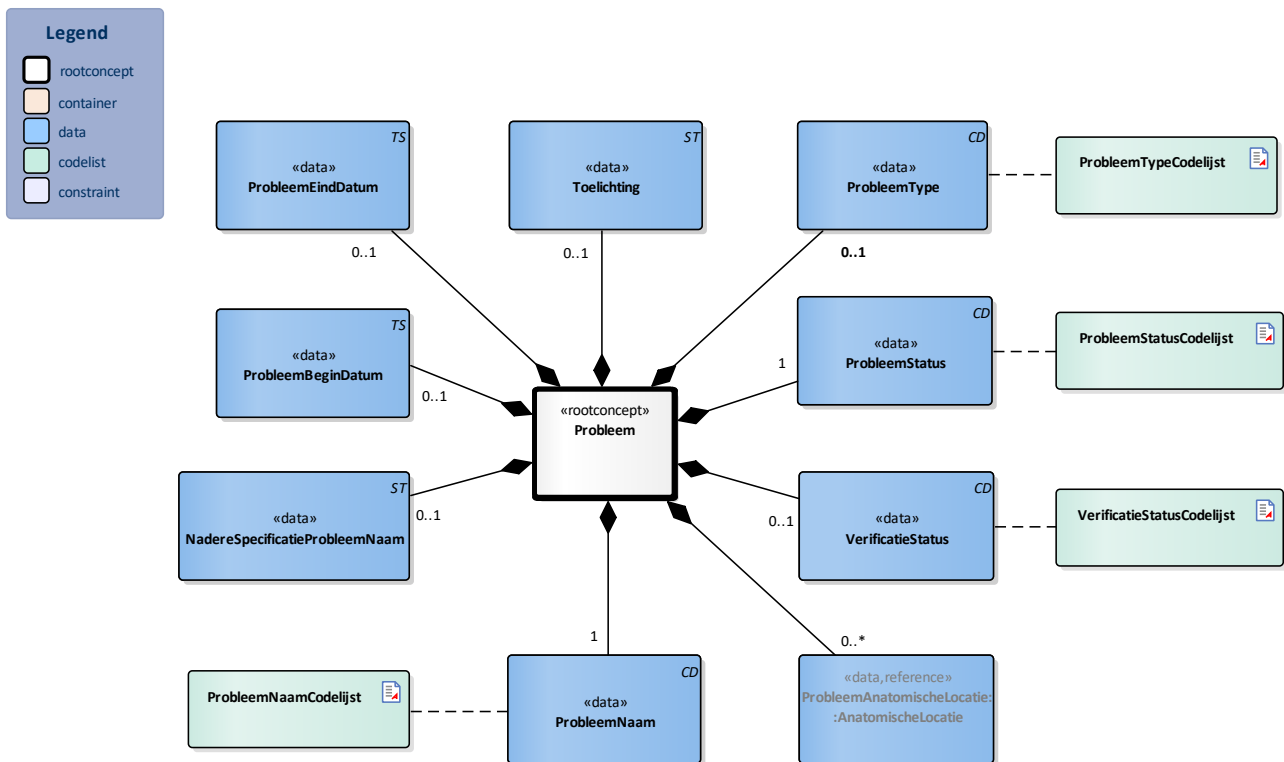 Legend
rootconcept
container
data
codelist
constraint
TS
«data»
ProbleemEindDatum
0..1
ST
«data»
Toelichting
0..1
CD
«data»
ProbleemType
0..1
ProbleemTypeCodelijst
TS
«data»
ProbleemBeginDatum
0..1
CD
«data»
ProbleemStatus
1
ProbleemStatusCodelijst
«rootconcept»
Probleem
ST
«data»
NadereSpecificatieProbleemNaam
0..1
CD
«data»
VerificatieStatus
0..1
VerificatieStatusCodelijst
ProbleemNaamCodelijst
1
CD
«data»
ProbleemNaam
0..*
«data,reference»
ProbleemAnatomischeLocatie:
:AnatomischeLocatie